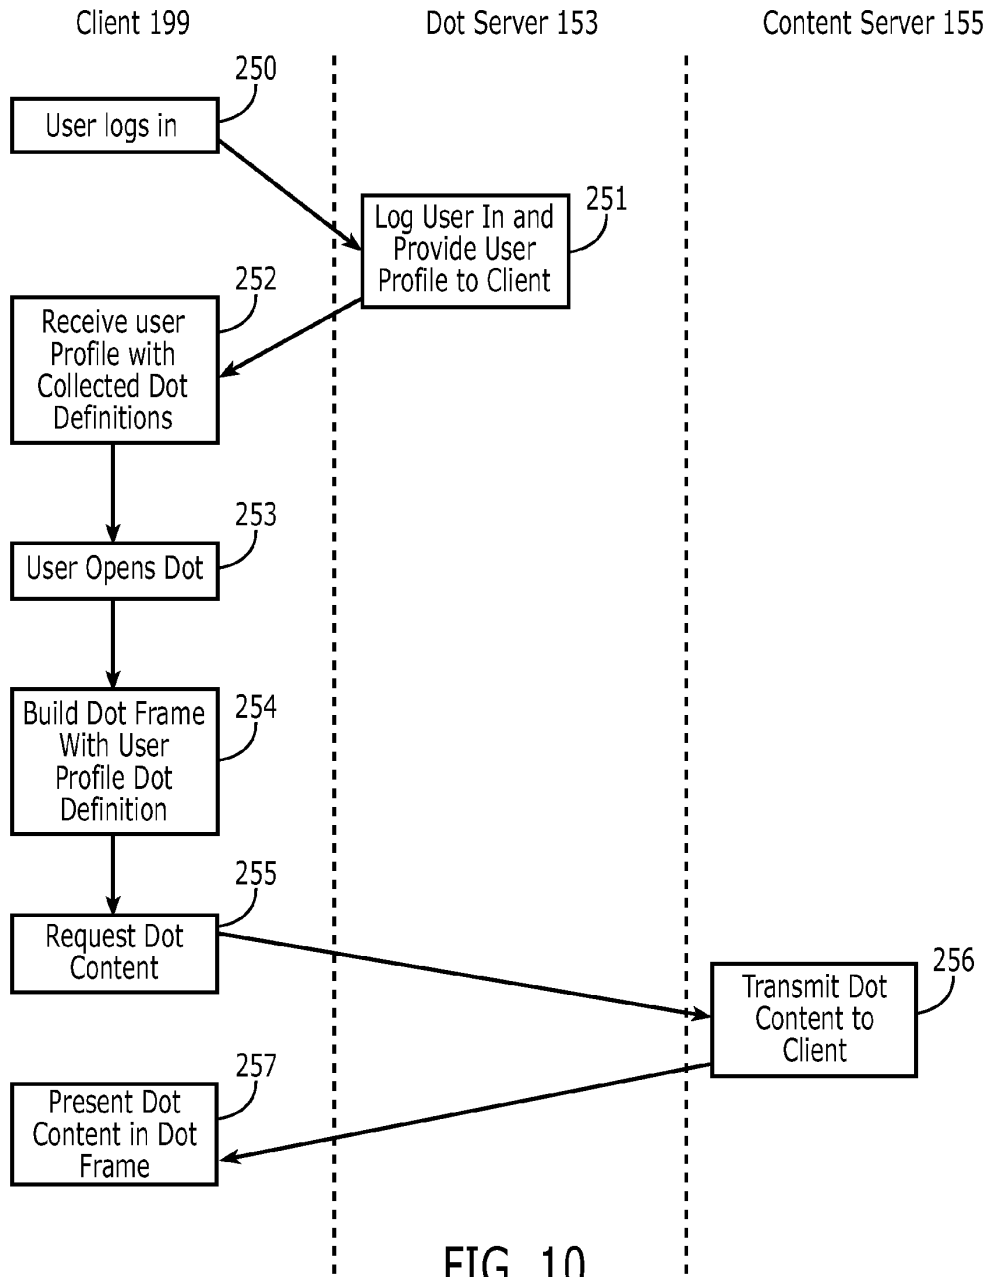 Client 199
Dot Server 153
Content Server 155
250
User logs in
251
Log User In and
Provide User
Profile to Client
252
Receive user
Profile with
Collected Dot
Definitions
253
User Opens Dot
254
Build Dot Frame
With User
Profile Dot
Definition
255
Request Dot
Content
256
Transmit Dot
Content to
Client
257
Present Dot
Content in Dot
Frame
FIG. 10